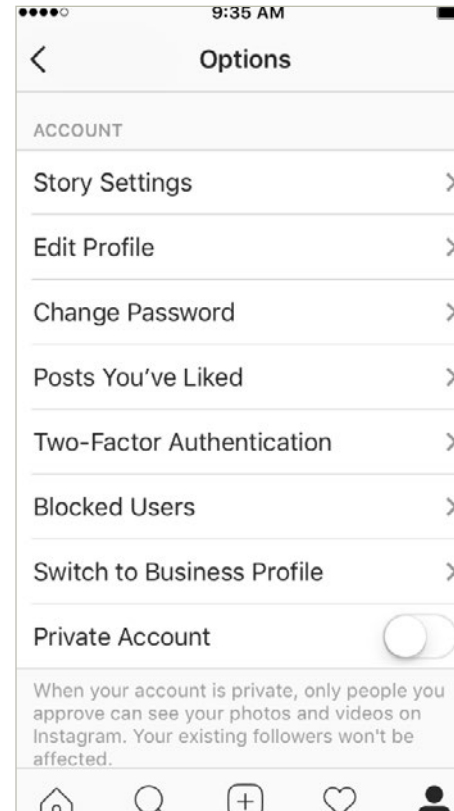 9:35 AM
Options
ACCOUNT
Story Settings
Edit Profile
Change Password
Posts You’ve Liked
Two-Factor Authentication
Blocked Users
Switch to Business Profile
Private Account
When your account is private, only people you
approve can see your photos and videos on
Instagram. Your existing followers won't be
affected.